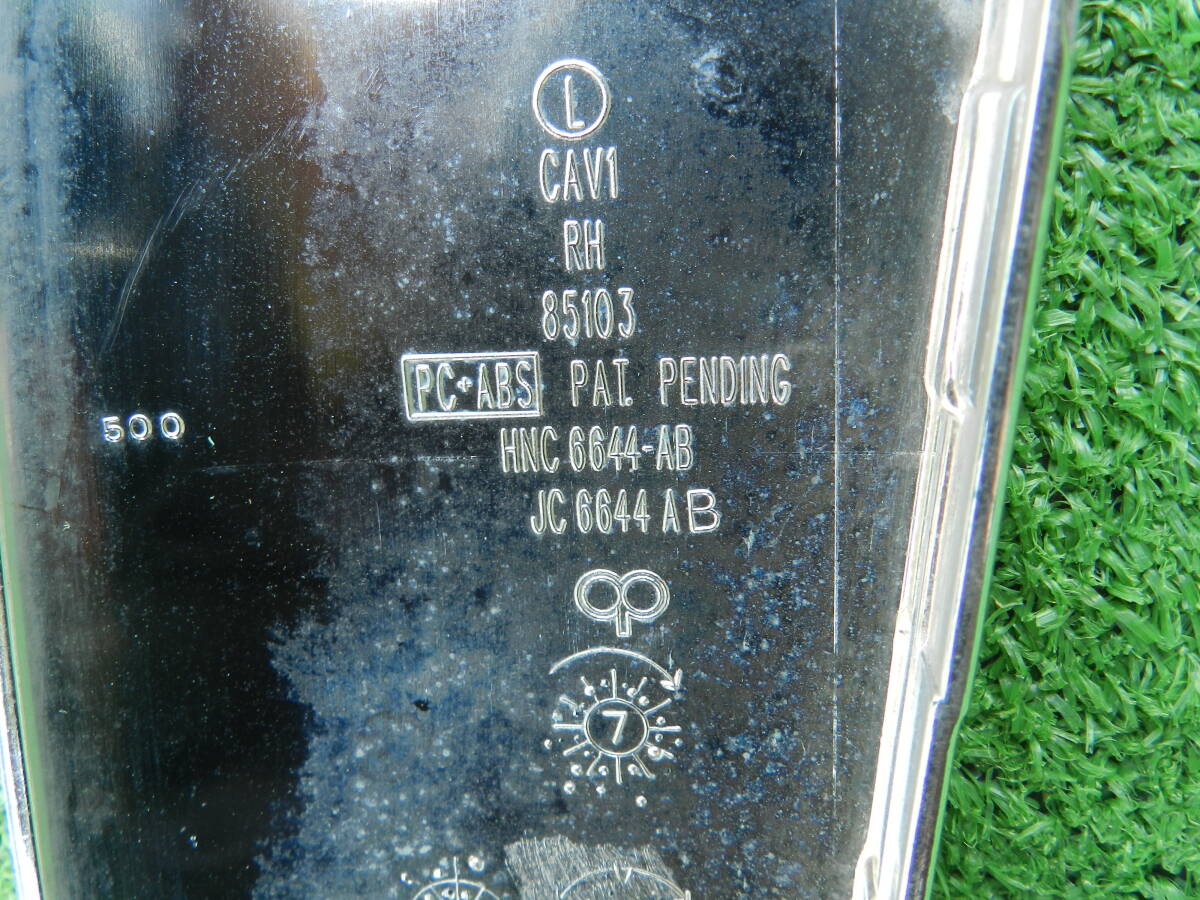 L
CAV1
RH
85103
PC+ABS PAT. PENDING
500
HNC 6644-AB
JC 6644 AB
7